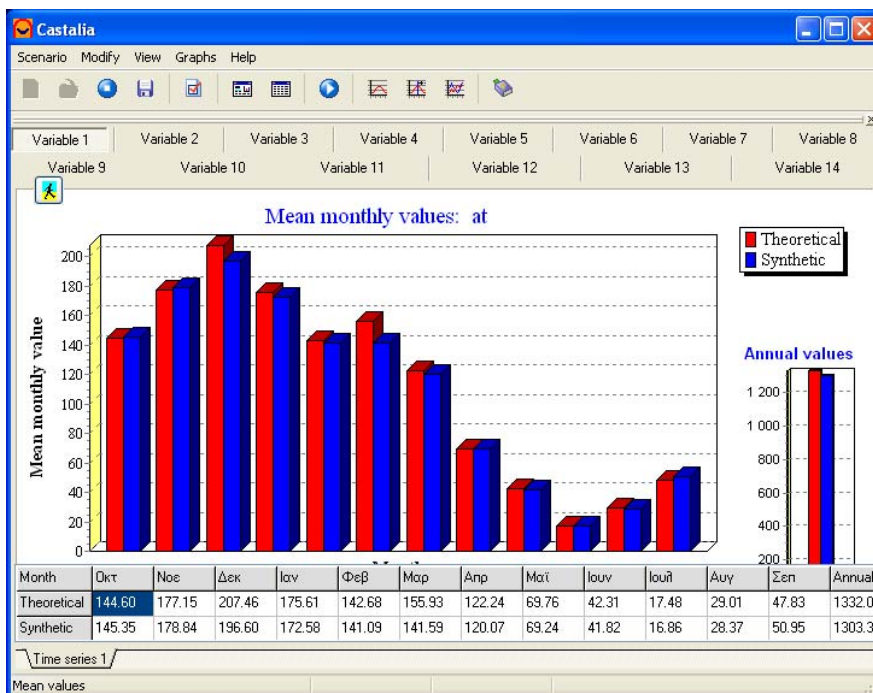 Castalia
Scenario Modify View Graphs Help
Variable 1 Variable 2 Variable 3 Variable 4 Variable 5 Variable 6 Variable 7 Variable 8
Variable 9 Variable 10 Variable 11 Variable 12 Variable 13 Variable 14
Mean monthly values: at
Theoretical
Synthetic
Mean monthly value
200
180
160
140
120
100
80
60
40
20
0
Annual values
1 200
1 000
800
600
400
200
Month Οκτ Νοε Δεκ Ιαν Φεβ Μαρ Απρ Μαϊ Ιουν Ιουλ Αυγ Σεπ Annual
Theoretical 144.60 177.15 207.46 175.61 142.68 155.93 122.24 69.76 42.31 17.48 29.01 47.83 1332.0
Synthetic 145.35 178.84 196.60 172.58 141.09 141.59 120.07 69.24 41.82 16.86 28.37 50.95 1303.3
Time series 1
Mean values